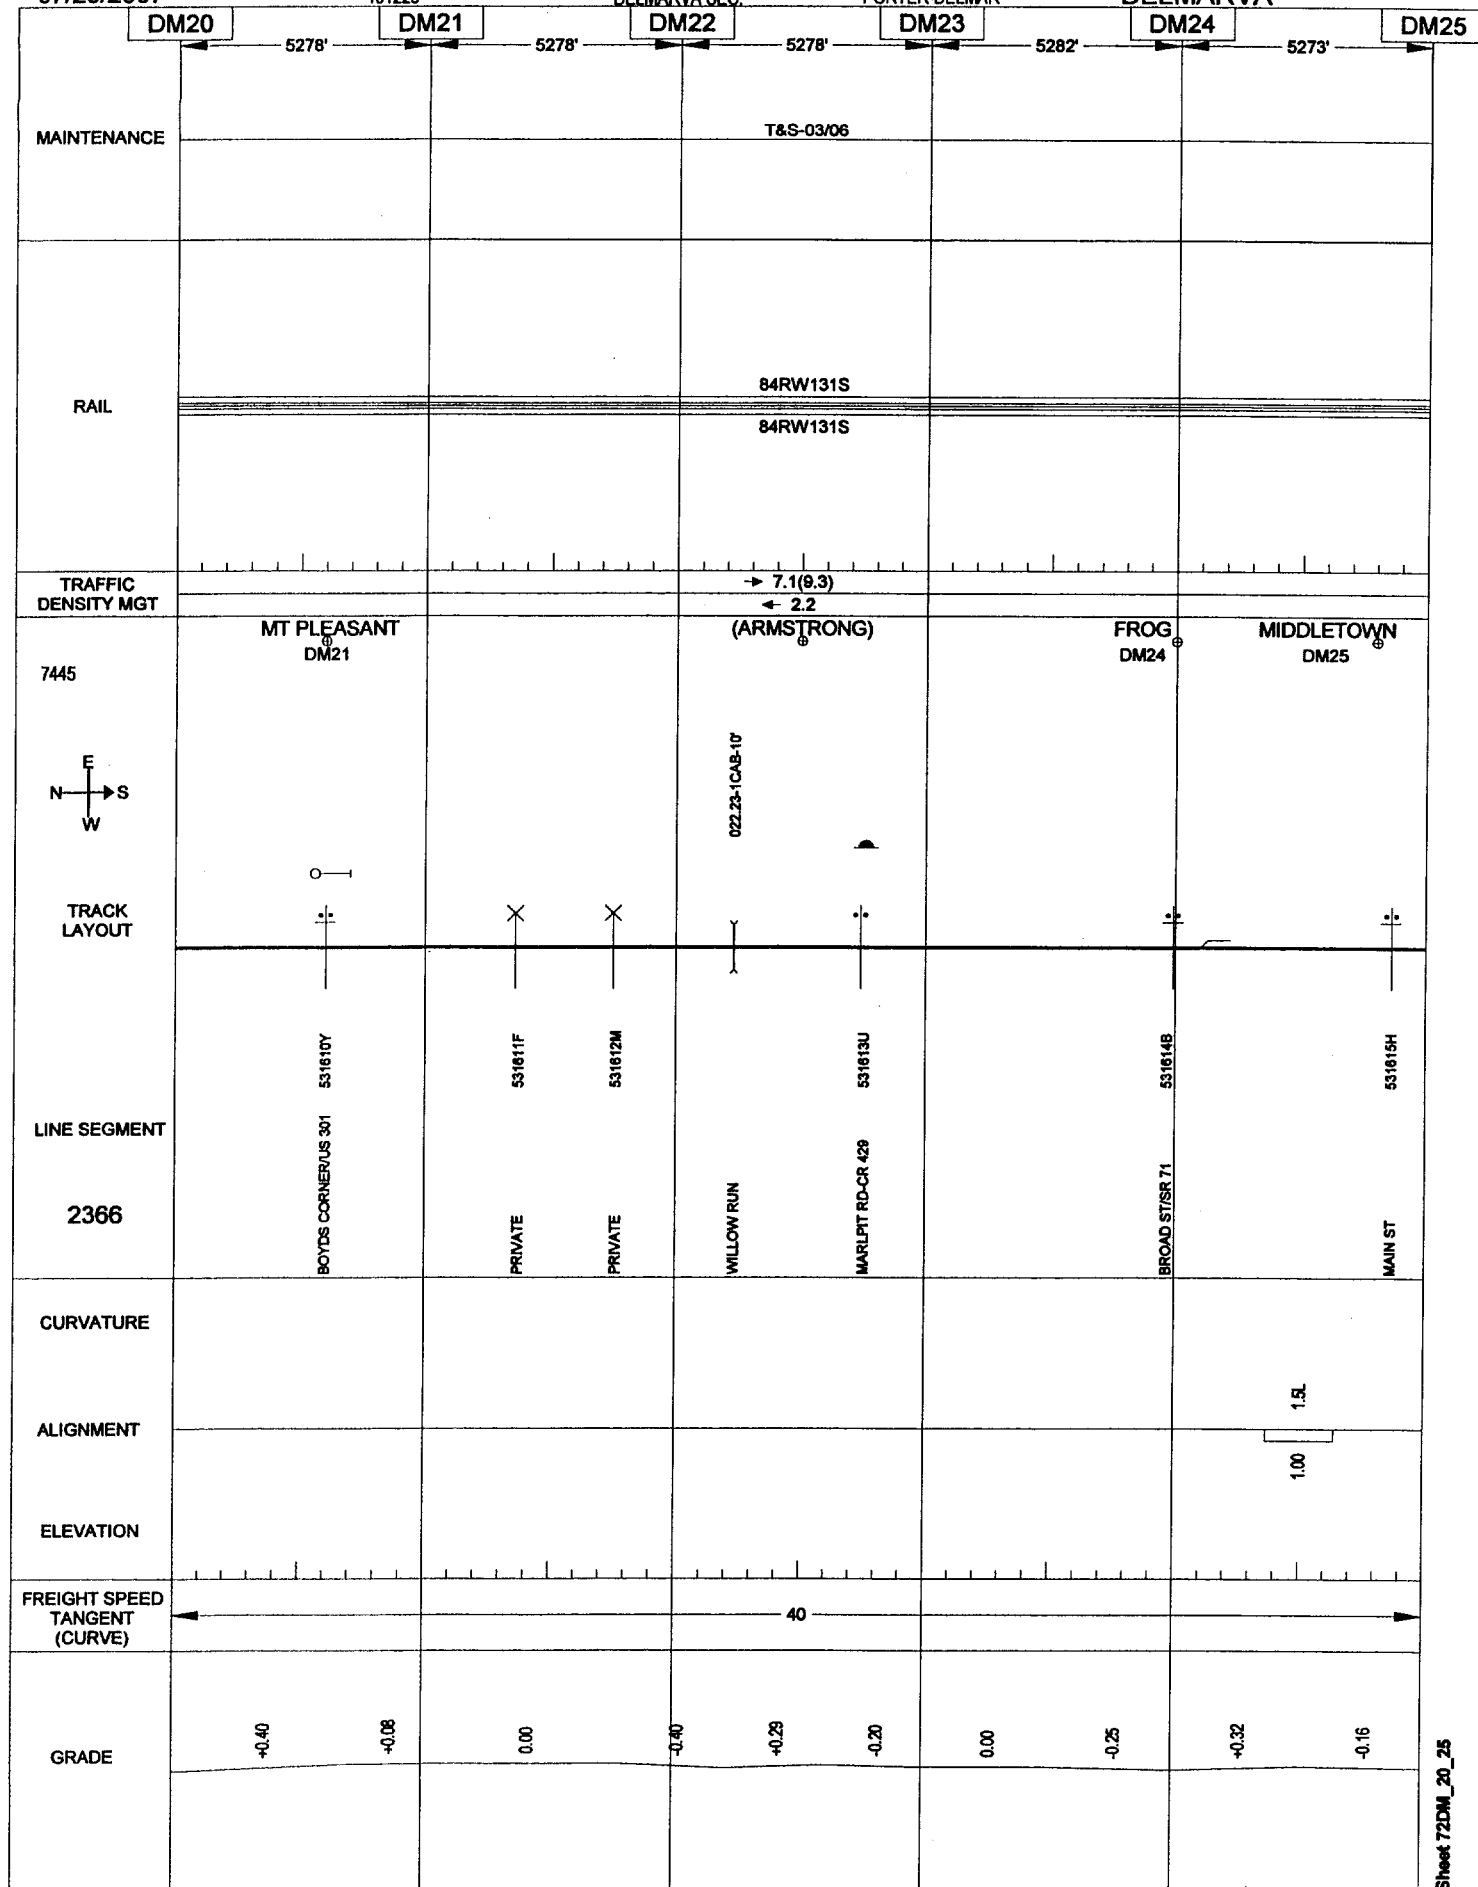 DM20 DM21 DM22 DM23 DM24 DM25
5278' 5278' 5278' 5282' 5273'
MAINTENANCE
T&S-03/06
RAIL
84RW131S
84RW131S
TRAFFIC
DENSITY MGT
7.1(9.3)
2.2
MT PLEASANT (ARMSTRONG) FROG MIDDLETOWN
DM21 DM24 DM25
7445
E
N S
W
022.23-1CAB-10'
TRACK
LAYOUT
531610Y 531611F 531612M 531613U 531614B 531615H
LINE SEGMENT
2366
BOYDS CORNER/US 301
PRIVATE
PRIVATE
WILLOW RUN
MARLPIT RD-CR 429
BROAD ST/SR 71
MAIN ST
CURVATURE
1.5L
ALIGNMENT
1.00
ELEVATION
FREIGHT SPEED
TANGENT
(CURVE)
40
GRADE
+0.40 +0.08 0.00 -0.40 +0.29 -0.20 0.00 -0.25 +0.32 -0.16
Sheet 72DM_20_25